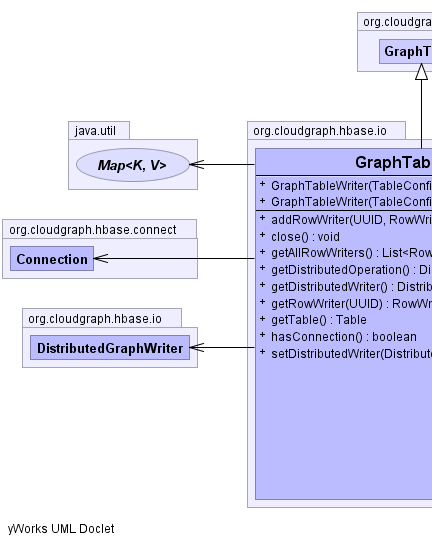 org.cloudgra
GraphT
java.util
Map<K, V>
org.cloudgraph.hbase.io
GraphTab
GraphTableWriter(TableConfi
GraphTableWriter(TableConfi
addRowWriter(UUID, RowWrit
close() : void
getAllRowWriters() : List<Row
getDistributedOperation() : Di
getDistributedWriter() : Distrib
getRowWriter(UUID) : RowWr
getTable() : Table
hasConnection() : boolean
setDistributedWriter(Distribute
org.cloudgraph.hbase.connect
Connection
org.cloudgraph.hbase.io
DistributedGraphWriter
yWorks UML Doclet